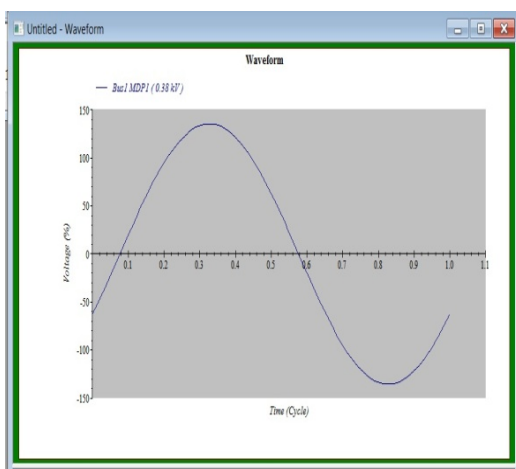 Untitled - Waveform
Waveform
Bus1 MDP1 ( 0.38 kV)
150
100
50
0
-50
-100
-150
Voltage (%)
0.1 0.2 0.3 0.4 0.5 0.6 0.7 0.8 0.9 1.0 1.1
Time (Cycle)